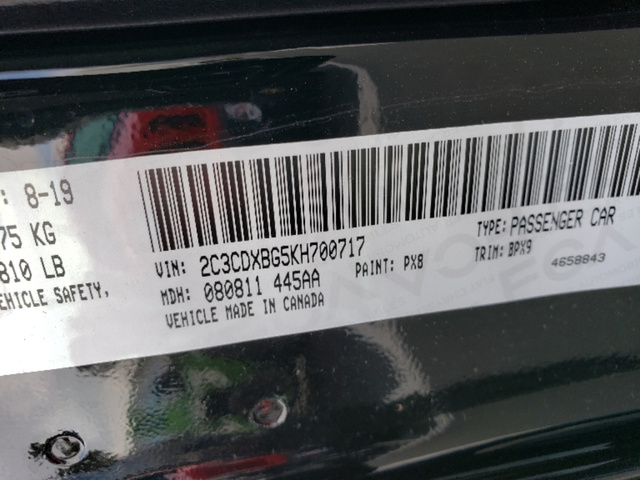 : 8-19
75 KG
810 LB
EHICLE SAFETY,
VIN: 2C3CDXBG5KH700717
TYPE: PASSENGER CAR
MDH: 080811 445AA
PAINT: PX8
TRIM: BPX9
4658843
VEHICLE MADE IN CANADA